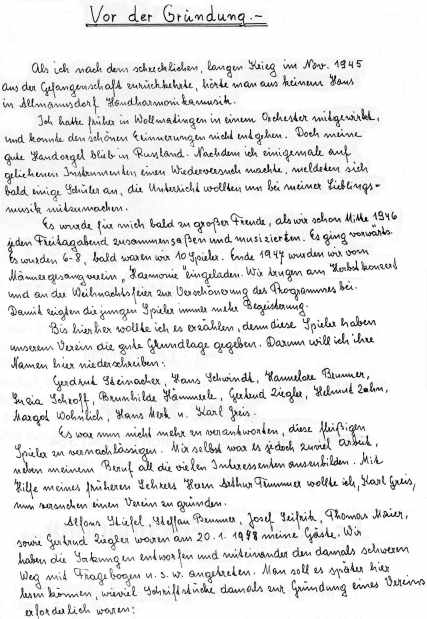 Vor der Gründung.-
Als ich nach dem schrecklichen, langen Krieg im Nov. 1945
aus der Gefangenschaft zurückkehrte, hörte man aus keinem Haus
in Allmannsdorf Handharmonikamusik.
Ich hatte früher in Wollmatingen in einem Orchester mitgewirkt,
und konnte den schönen Erinnerungen nicht entgehen. Doch meine
gute Handorgel blieb in Russland. Nachdem ich einigemale auf
geliehenen Instrumenten einen Wiederversuch machte, meldeten sich
bald einige Schüler an, die Unterricht wollten um bei meiner Lieblings-
musik mitzumachen.
Es wurde für mich bald zu großer Freude, als wir schon Mitte 1946
jeden Freitagabend zusammensaßen und musizierten. Es ging vorwärts.
Es wurden 6-8, bald waren wir 10 Spieler. Ende 1947 wurden wir vom
Männergesangverein "Harmonie" eingeladen. Wir trugen am Herbstkonzert
und an der Weihnachtsfeier zur Verschönerung des Programmes bei.
Damit zeigten die jungen Spieler immer mehr Begeisterung.
Bis hierher wollte ich es erzählen, denn diese Spieler haben
unserem Verein die gute Grundlage gegeben. Darum will ich ihre
Namen hier niederschreiben:
Gerdrut Steinacher, Hans Schwindt, Hannelore Brunner,
Luzia Schroff, Brunhilde Hämmerle, Gertrud Ziegler, Helmut Zahn,
Margot Wohnlich, Hans Merk u. Karl Greis.
Es war nun nicht mehr zu verantworten, diese fleißigen
Spieler zu vernachlässigen. Mir selbst war es jedoch zuviel Arbeit,
neben meinem Beruf all die vielen Interessenten auszubilden. Mit
Hilfe meines früheren Lehrers Herrn Arthur Trummer wollte ich, Karl Greis,
nun versuchen einen Verein zu gründen.
Alfons Stiefel, Steffan Brunner, Josef Seifritz, Thomas Maier,
sowie Gertrud Ziegler waren am 20. 1. 1948 meine Gäste. Wir
haben die Satzungen entworfen und miteinander den damals schweren
Weg mit Fragebogen u. s. w. angetreten. Man soll es später hier
lesen können, wieviel Schriftstücke damals zur Gründung eines Vereins
erforderlich waren: